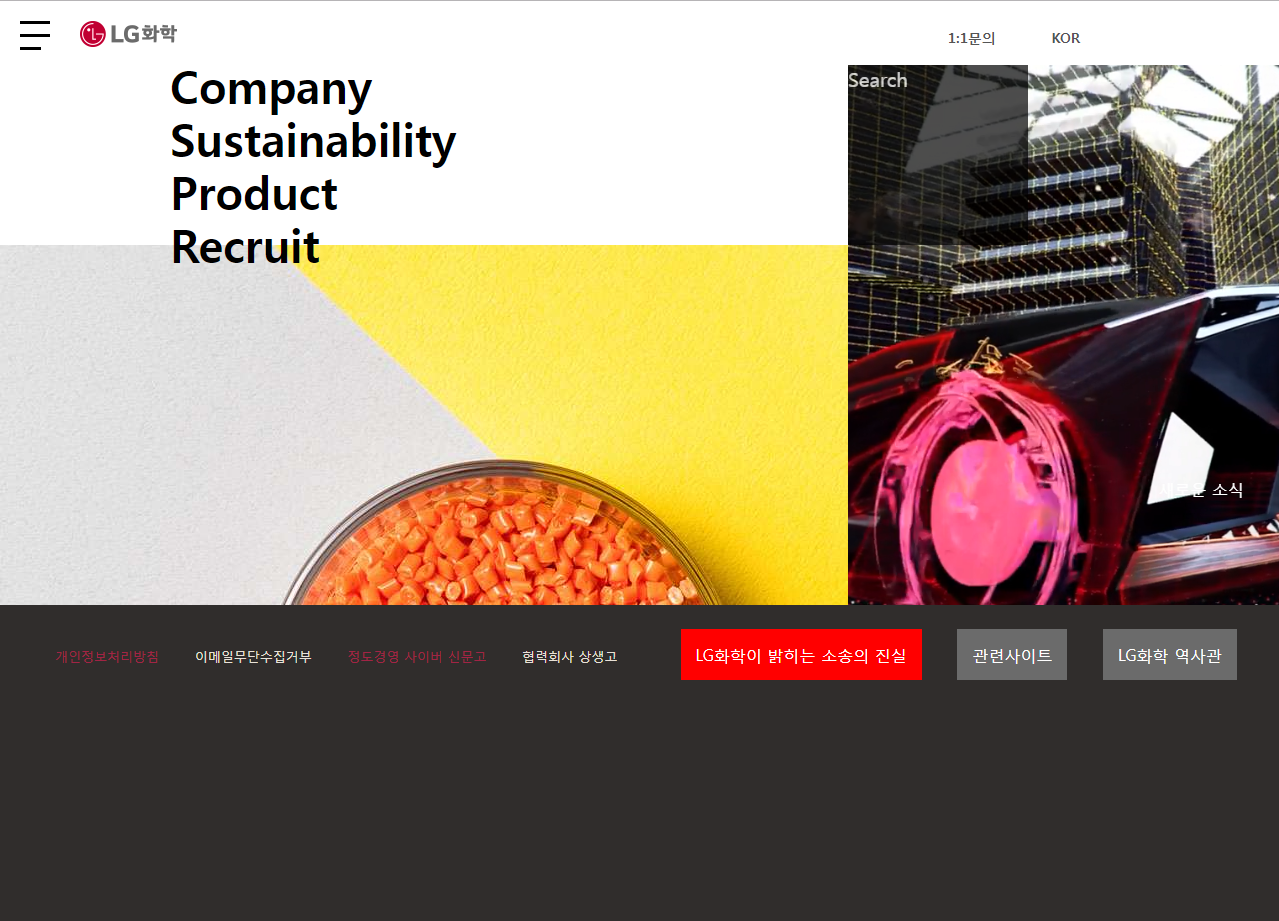 LG화학
1:1문의
KOR
Company
Sustainability
Product
Recruit
Search
새로운 소식
개인정보처리방침
이메일무단수집거부
정도경영 사이버 신문고
협력회사 상생고
LG화학이 밝히는 소송의 진실
관련사이트
LG화학 역사관